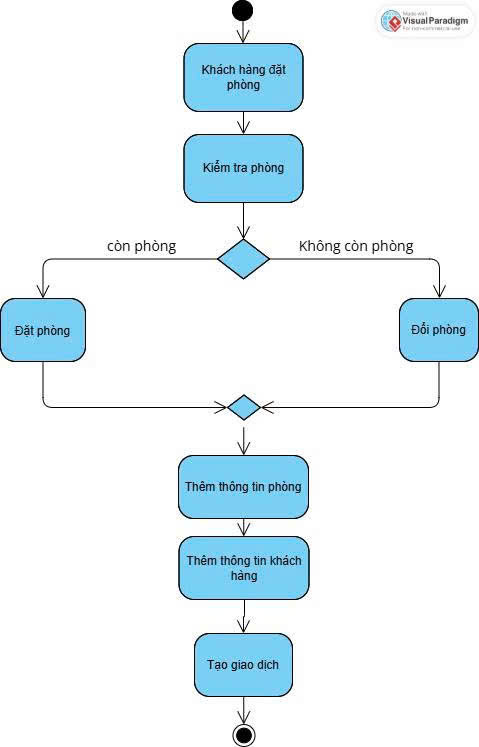 Made with
Visual Paradigm
For non-commercial use
Khách hàng đặt
phòng
Kiểm tra phòng
còn phòng
Không còn phòng
Đặt phòng
Đổi phòng
Thêm thông tin phòng
Thêm thông tin khách
hàng
Tạo giao dịch